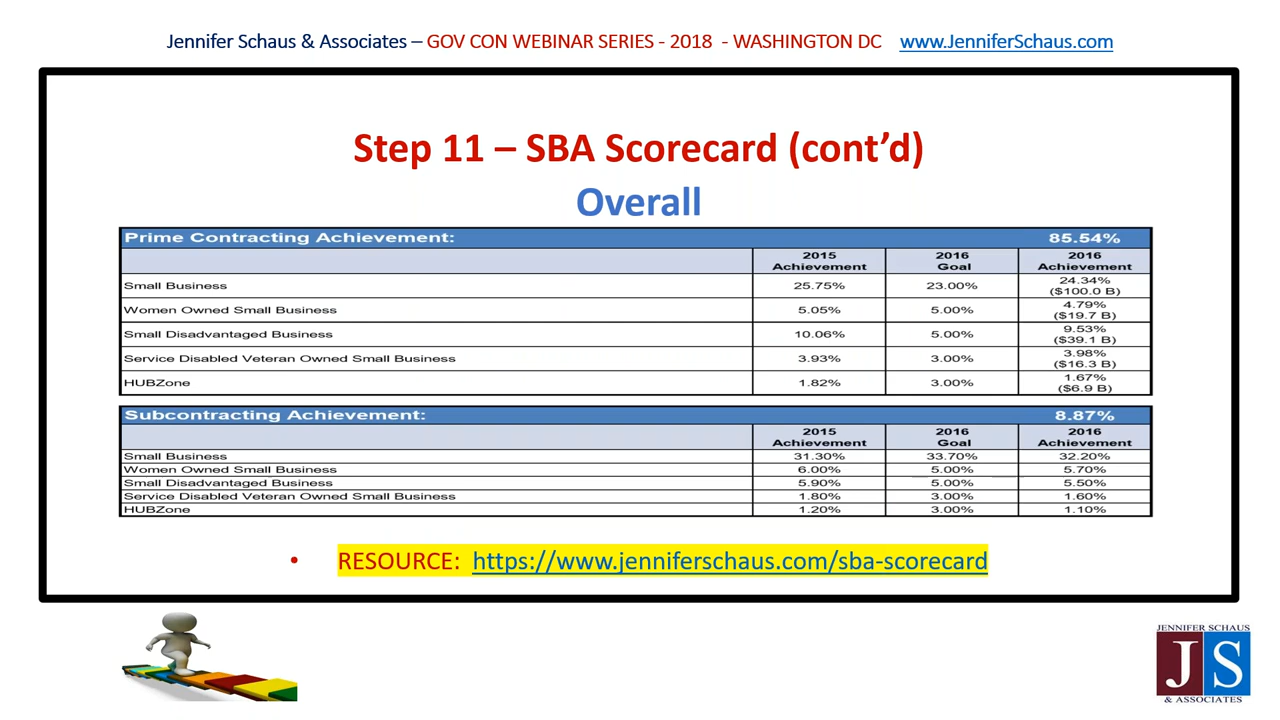 Jennifer Schaus & Associates – GOV CON WEBINAR SERIES - 2018 - WASHINGTON DC www.JenniferSchaus.com
Step 11 – SBA Scorecard (cont’d)
Overall
Prime Contracting Achievement: 85.54%
2015 Achievement 2016 Goal 2016 Achievement
Small Business 25.75% 23.00% 24.34% ($100.0 B)
Women Owned Small Business 5.05% 5.00% 4.79% ($19.7 B)
Small Disadvantaged Business 10.06% 5.00% 9.53% ($39.1 B)
Service Disabled Veteran Owned Small Business 3.93% 3.00% 3.98% ($16.3 B)
HUBZone 1.82% 3.00% 1.67% ($6.9 B)
Subcontracting Achievement: 8.87%
2015 Achievement 2016 Goal 2016 Achievement
Small Business 31.30% 33.70% 32.20%
Women Owned Small Business 6.00% 5.00% 5.70%
Small Disadvantaged Business 5.90% 5.00% 5.50%
Service Disabled Veteran Owned Small Business 1.80% 3.00% 1.60%
HUBZone 1.20% 3.00% 1.10%
• RESOURCE: https://www.jenniferschaus.com/sba-scorecard
JENNIFER SCHAUS
JS
& ASSOCIATES